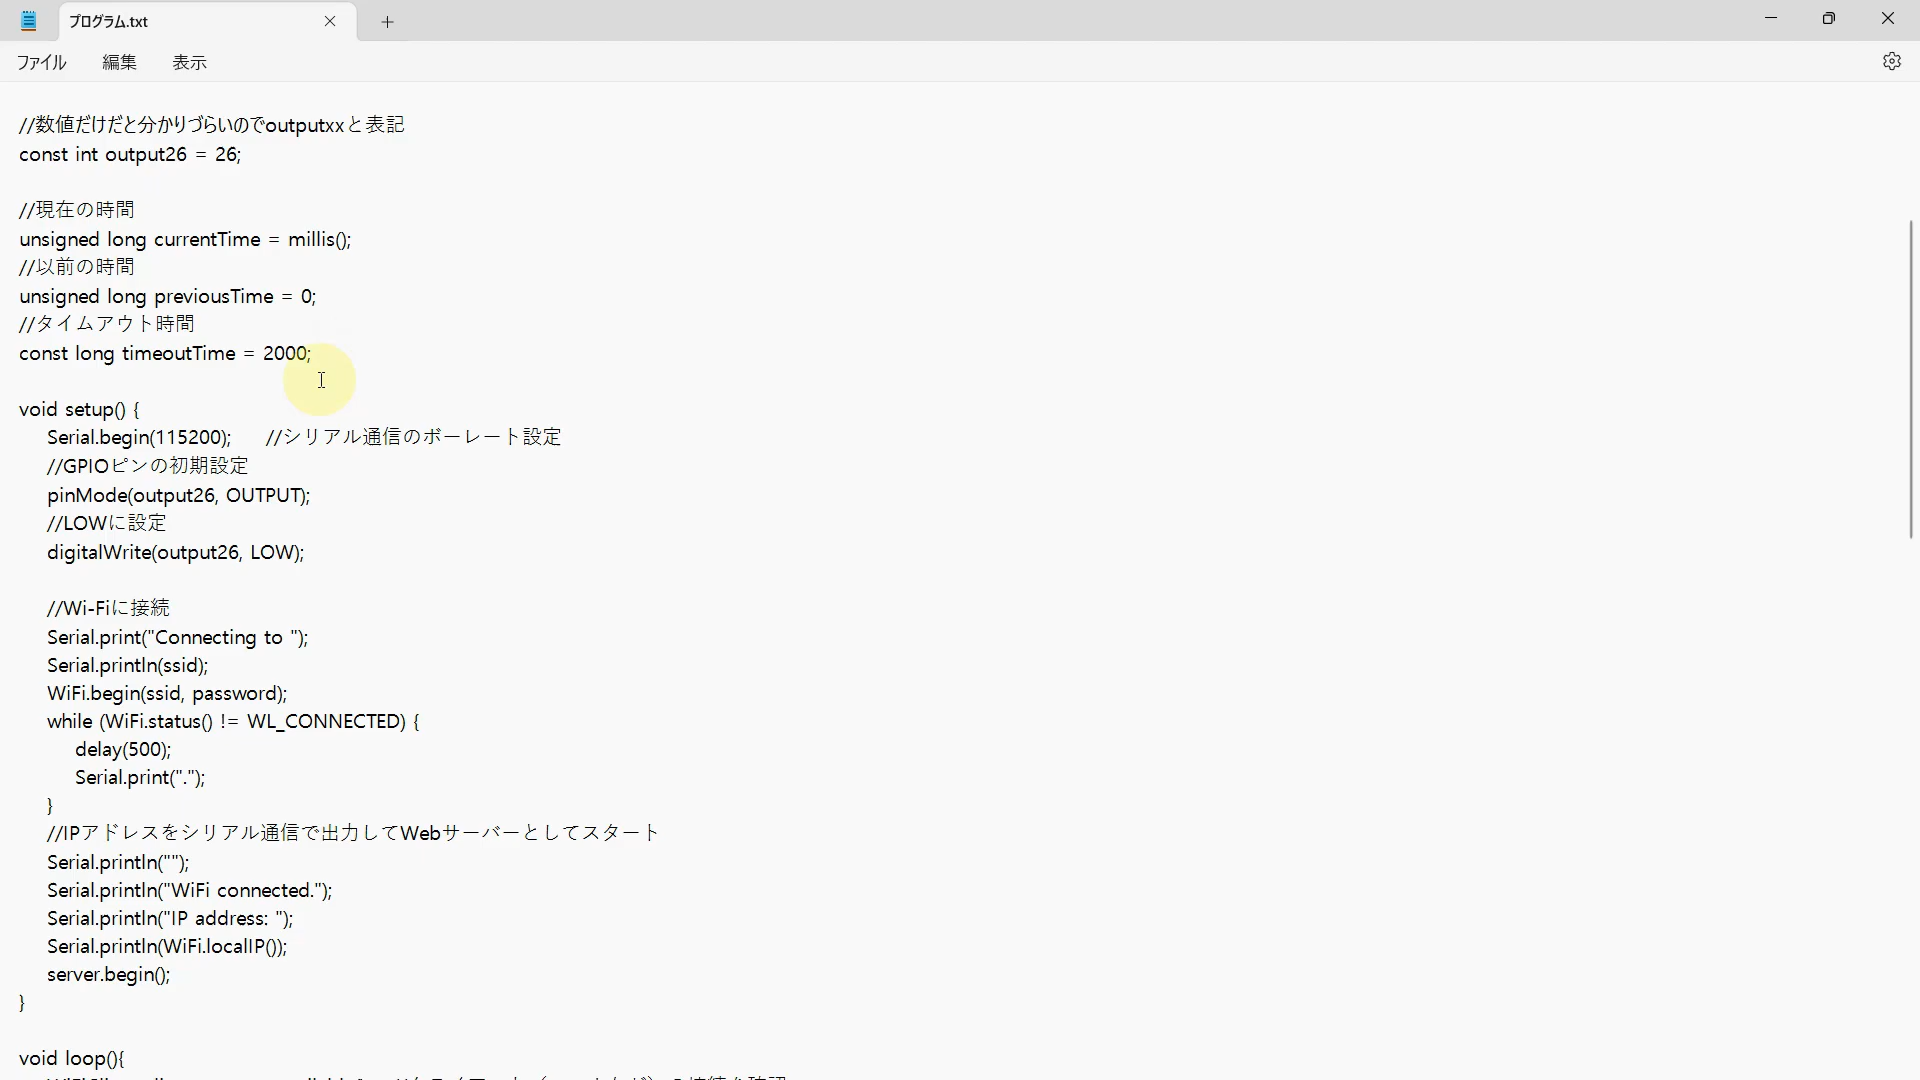 プログラム.txt
ファイル 編集 表示
//数値だけだと分かりづらいのでoutputxxと表記
const int output26 = 26;
//現在の時間
unsigned long currentTime = millis();
//以前の時間
unsigned long previousTime = 0;
//タイムアウト時間
const long timeoutTime = 2000;
void setup() {
Serial.begin(115200); //シリアル通信のボーレート設定
//GPIOピンの初期設定
pinMode(output26, OUTPUT);
//LOWに設定
digitalWrite(output26, LOW);
//Wi-Fiに接続
Serial.print("Connecting to ");
Serial.println(ssid);
WiFi.begin(ssid, password);
while (WiFi.status() != WL_CONNECTED) {
delay(500);
Serial.print(".");
}
//IPアドレスをシリアル通信で出力してWebサーバーとしてスタート
Serial.println("");
Serial.println("WiFi connected.");
Serial.println("IP address: ");
Serial.println(WiFi.localIP());
server.begin();
}
void loop(){